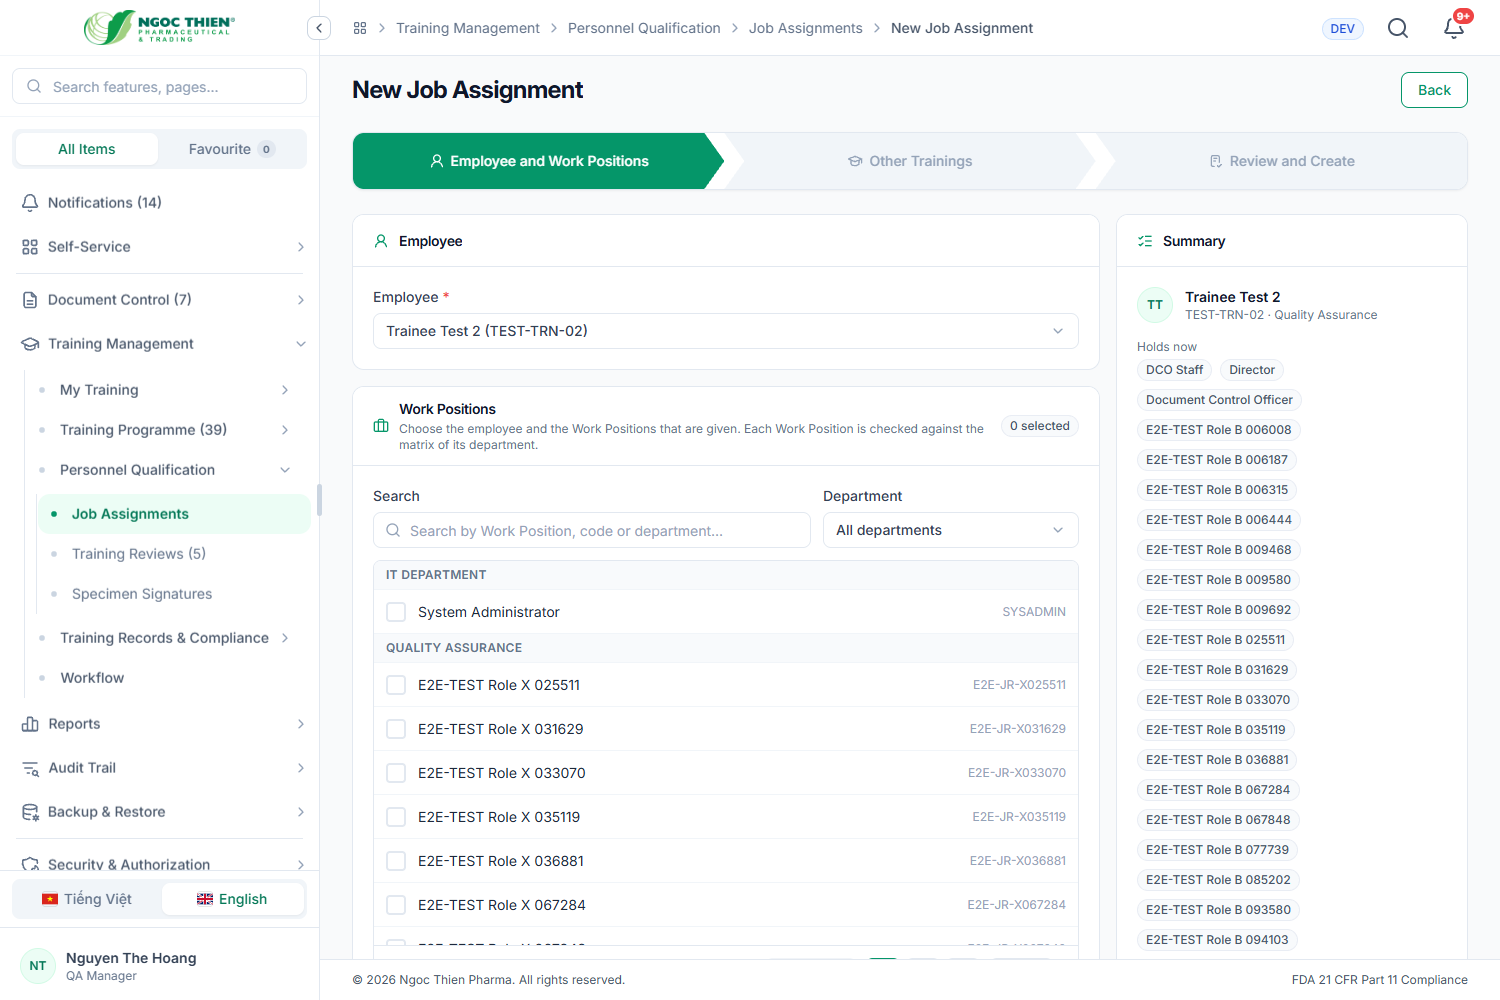 NGOC THIEN®
PHARMACEUTICAL
& TRADING
Search features, pages...
All Items
Favourite 0
Notifications (14)
Self-Service
Document Control (7)
Training Management
My Training
Training Programme (39)
Personnel Qualification
Job Assignments
Training Reviews (5)
Specimen Signatures
Training Records & Compliance
Workflow
Reports
Audit Trail
Backup & Restore
Security & Authorization
Tiếng Việt
English
NT
Nguyen The Hoang
QA Manager
Training Management
Personnel Qualification
Job Assignments
New Job Assignment
DEV
9+
New Job Assignment
Back
Employee and Work Positions
Other Trainings
Review and Create
Employee
Employee *
Trainee Test 2 (TEST-TRN-02)
Work Positions
Choose the employee and the Work Positions that are given. Each Work Position is checked against the
matrix of its department.
0 selected
Search
Department
Search by Work Position, code or department...
All departments
IT DEPARTMENT
System Administrator SYSADMIN
QUALITY ASSURANCE
E2E-TEST Role X 025511 E2E-JR-X025511
E2E-TEST Role X 031629 E2E-JR-X031629
E2E-TEST Role X 033070 E2E-JR-X033070
E2E-TEST Role X 035119 E2E-JR-X035119
E2E-TEST Role X 036881 E2E-JR-X036881
E2E-TEST Role X 067284 E2E-JR-X067284
Summary
TT
Trainee Test 2
TEST-TRN-02 · Quality Assurance
Holds now
DCO Staff
Director
Document Control Officer
E2E-TEST Role B 006008
E2E-TEST Role B 006187
E2E-TEST Role B 006315
E2E-TEST Role B 006444
E2E-TEST Role B 009468
E2E-TEST Role B 009580
E2E-TEST Role B 009692
E2E-TEST Role B 025511
E2E-TEST Role B 031629
E2E-TEST Role B 033070
E2E-TEST Role B 035119
E2E-TEST Role B 036881
E2E-TEST Role B 067284
E2E-TEST Role B 067848
E2E-TEST Role B 077739
E2E-TEST Role B 085202
E2E-TEST Role B 093580
E2E-TEST Role B 094103
© 2026 Ngoc Thien Pharma. All rights reserved.
FDA 21 CFR Part 11 Compliance